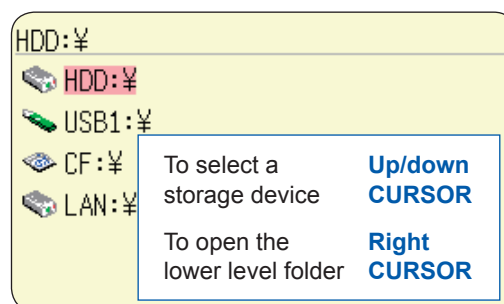 HDD:¥
HDD:¥
USB1:¥
CF:¥
LAN:¥
To select a Up/down
storage device CURSOR
To open the Right
lower level folder CURSOR